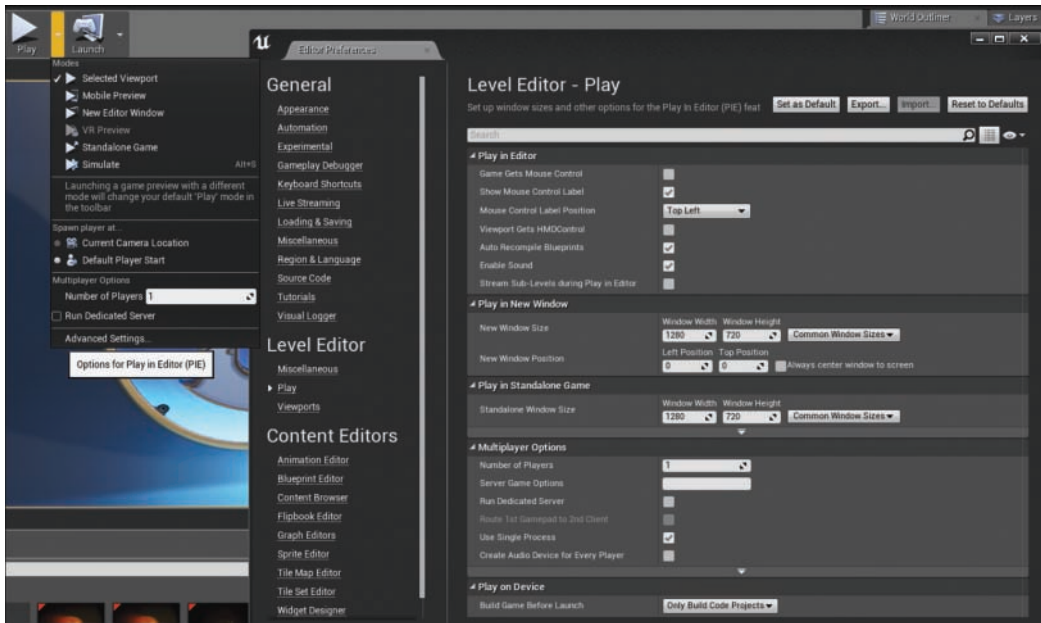 World Outliner
Layers
Play
Launch
Modes
Selected Viewport
Mobile Preview
New Editor Window
VR Preview
Standalone Game
Simulate Alt+S
Launching a game preview with a different
mode will change your default 'Play' mode in
the toolbar
Spawn player at...
Current Camera Location
Default Player Start
Multiplayer Options
Number of Players 1
Run Dedicated Server
Advanced Settings...
Options for Play in Editor (PIE)
Editor Preferences
General
Appearance
Automation
Experimental
Gameplay Debugger
Keyboard Shortcuts
Live Streaming
Loading & Saving
Miscellaneous
Region & Language
Source Code
Tutorials
Visual Logger
Level Editor
Miscellaneous
Play
Viewports
Content Editors
Animation Editor
Blueprint Editor
Content Browser
Flipbook Editor
Graph Editors
Sprite Editor
Tile Map Editor
Tile Set Editor
Widget Designer
Level Editor - Play
Set up window sizes and other options for the Play In Editor (PIE) feat
Set as Default Export... Import... Reset to Defaults
Search
Play in Editor
Game Gets Mouse Control
Show Mouse Control Label
Mouse Control Label Position Top Left
Viewport Gets HMDControl
Auto Recompile Blueprints
Enable Sound
Stream Sub-Levels during Play in Editor
Play in New Window
Window Width Window Height
New Window Size 1280 720 Common Window Sizes
Left Position Top Position
New Window Position 0 0 Always center window to screen
Play in Standalone Game
Window Width Window Height
Standalone Window Size 1280 720 Common Window Sizes
Multiplayer Options
Number of Players 1
Server Game Options
Run Dedicated Server
Route 1st Gamepad to 2nd Client
Use Single Process
Create Audio Device for Every Player
Play on Device
Build Game Before Launch Only Build Code Projects